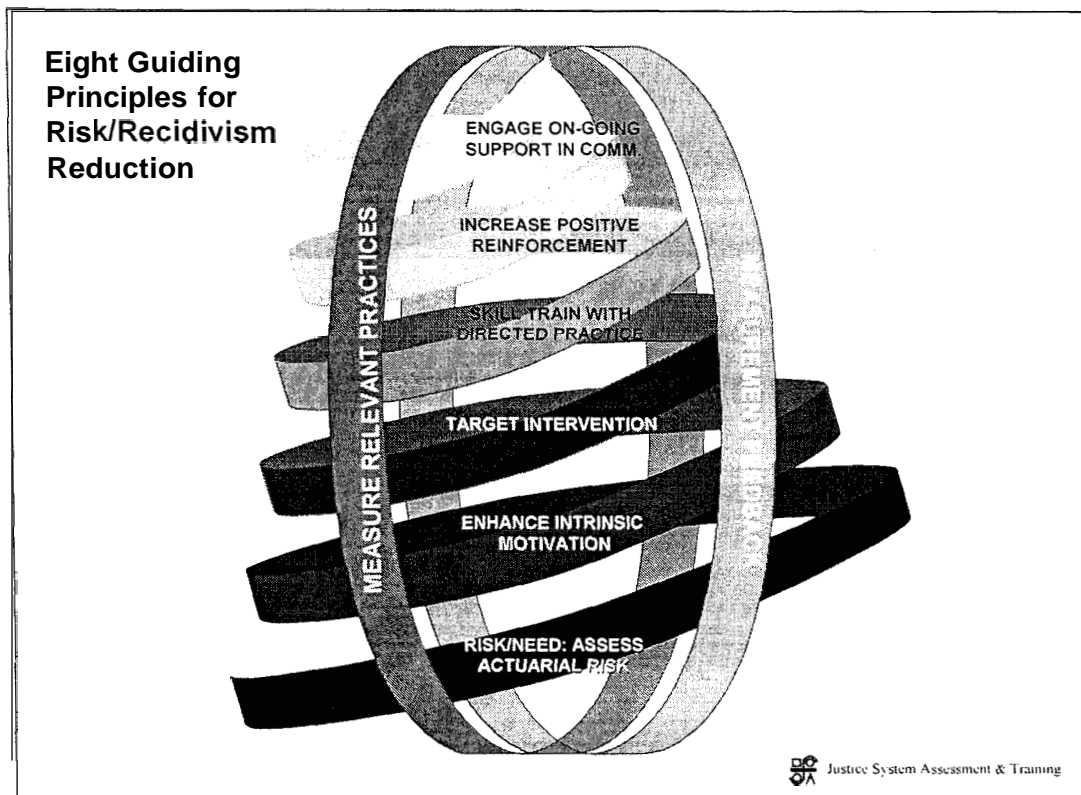 Eight Guiding
Principles for
Risk/Recidivism
Reduction
ENGAGE ON-GOING
SUPPORT IN COMM.
INCREASE POSITIVE
REINFORCEMENT
SKILL TRAIN WITH
DIRECTED PRACTICE
TARGET INTERVENTION
ENHANCE INTRINSIC
MOTIVATION
RISK/NEED: ASSESS
ACTUARIAL RISK
MEASURE RELEVANT PRACTICES
Justice System Assessment & Training